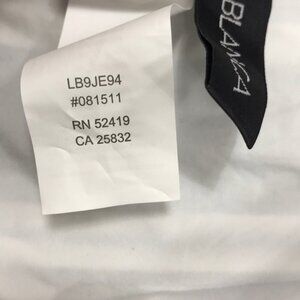 LB9JE94
#081511
RN 52419
CA 25832
BLANCA